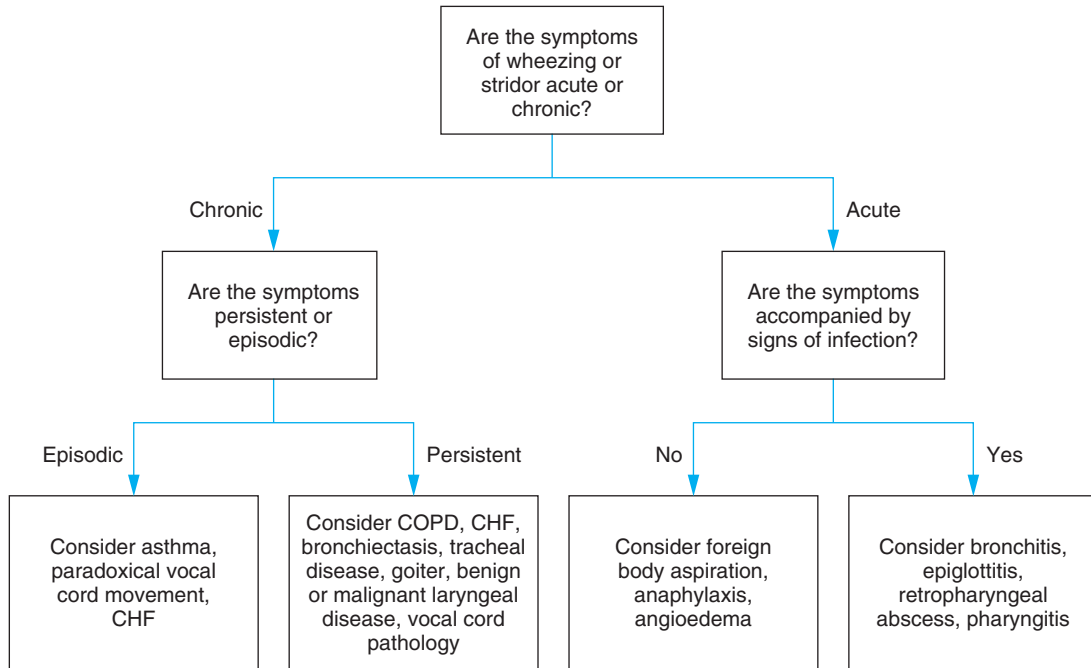 Are the symptoms
of wheezing or
stridor acute or
chronic?
Chronic
Acute
Are the symptoms
persistent or
episodic?
Are the symptoms
accompanied by
signs of infection?
Episodic
Persistent
No
Yes
Consider asthma,
paradoxical vocal
cord movement,
CHF
Consider COPD, CHF,
bronchiectasis, tracheal
disease, goiter, benign
or malignant laryngeal
disease, vocal cord
pathology
Consider foreign
body aspiration,
anaphylaxis,
angioedema
Consider bronchitis,
epiglottitis,
retropharyngeal
abscess, pharyngitis